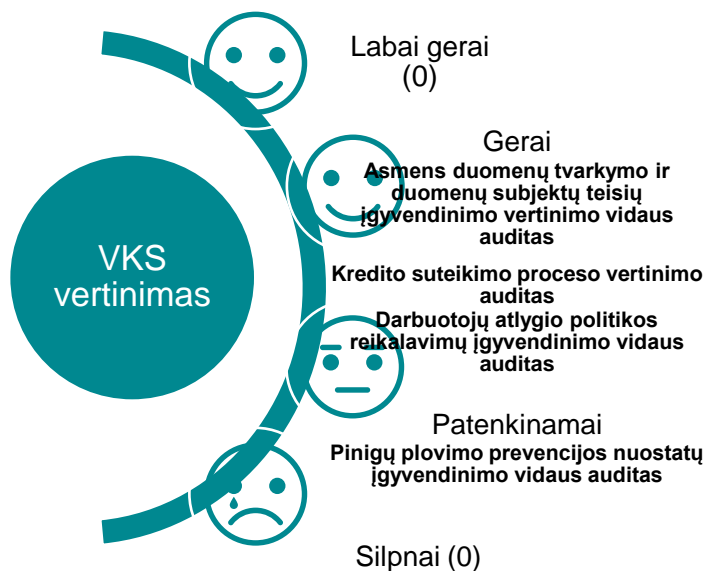 VKS
vertinimas
Labai gerai
(0)
Gerai
Asmens duomenų tvarkymo ir
duomenų subjektų teisių
įgyvendinimo vertinimo vidaus
auditas
Kredito suteikimo proceso vertinimo
auditas
Darbuotojų atlygio politikos
reikalavimų įgyvendinimo vidaus
auditas
Patenkinamai
Pinigų plovimo prevencijos nuostatų
įgyvendinimo vidaus auditas
Silpnai (0)